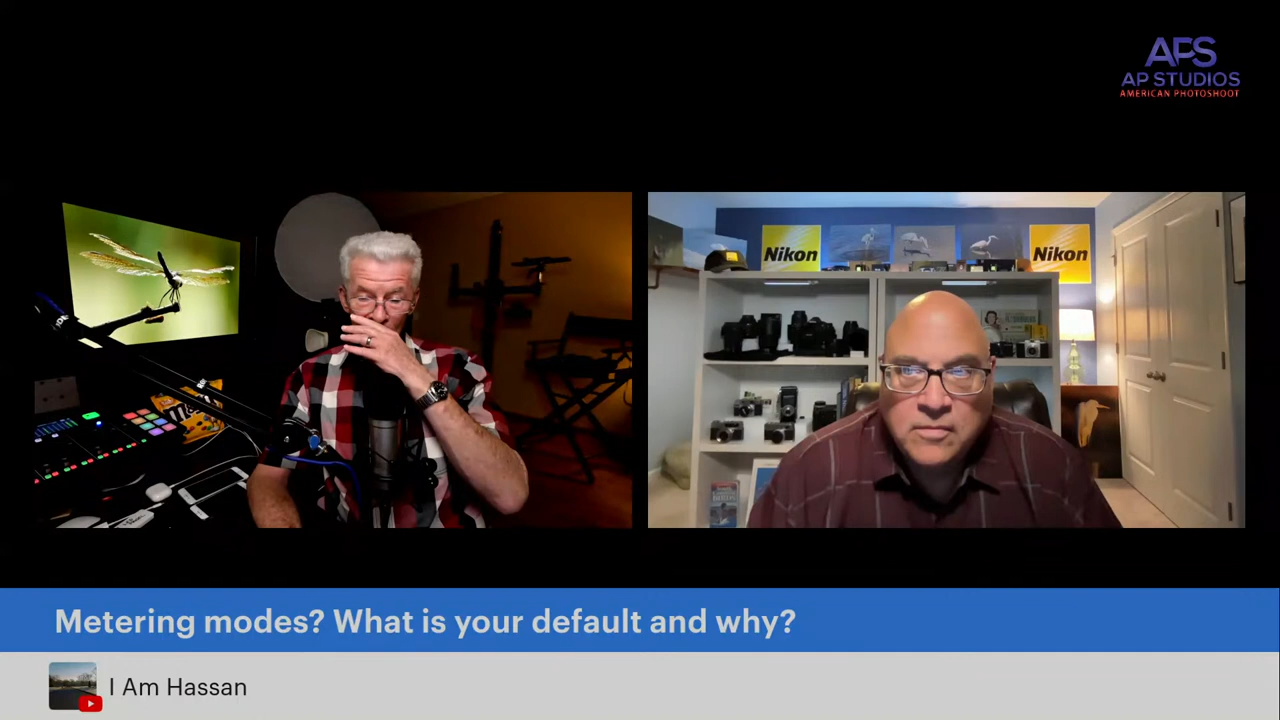 APS
AP STUDIOS
AMERICAN PHOTOSHOOT
Nikon
Nikon
Metering modes? What is your default and why?
I Am Hassan